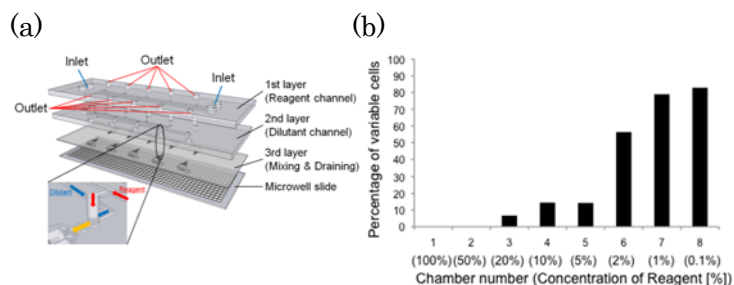 (a)
Inlet
Outlet
Inlet
1st layer
(Reagent channel)
Outlet
2nd layer
(Dilutant channel)
3rd layer
(Mixing & Draining)
Microwell slide
Dilutant
Reagent
(b)
Percentage of variable cells
100
90
80
70
60
50
40
30
20
10
0
1 2 3 4 5 6 7 8
(100%) (50%) (20%) (10%) (5%) (2%) (1%) (0.1%)
Chamber number (Concentration of Reagent [%])